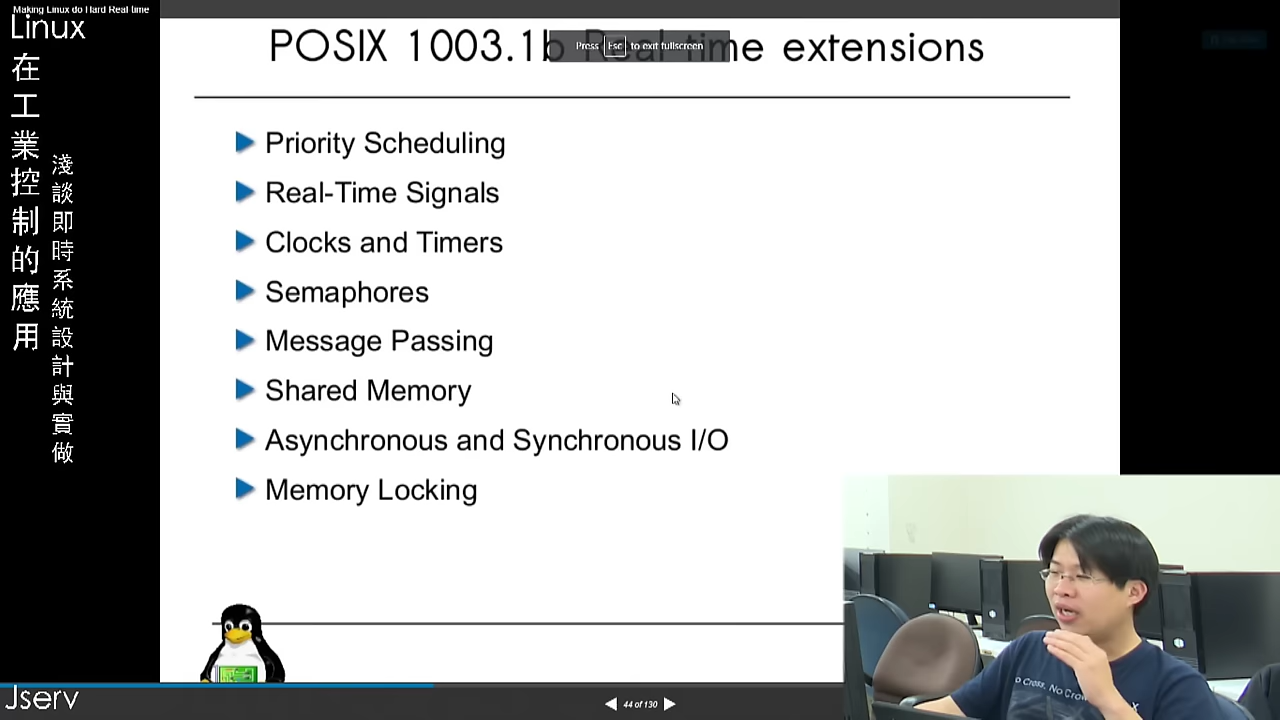 Making Linux do Hard Real-time
Linux
在工業控制的應用
淺談即時系統設計與實做
POSIX 1003.1b Real-time extensions
Press Esc to exit fullscreen
Priority Scheduling
Real-Time Signals
Clocks and Timers
Semaphores
Message Passing
Shared Memory
Asynchronous and Synchronous I/O
Memory Locking
No Cross, No
Jserv
44 of 130